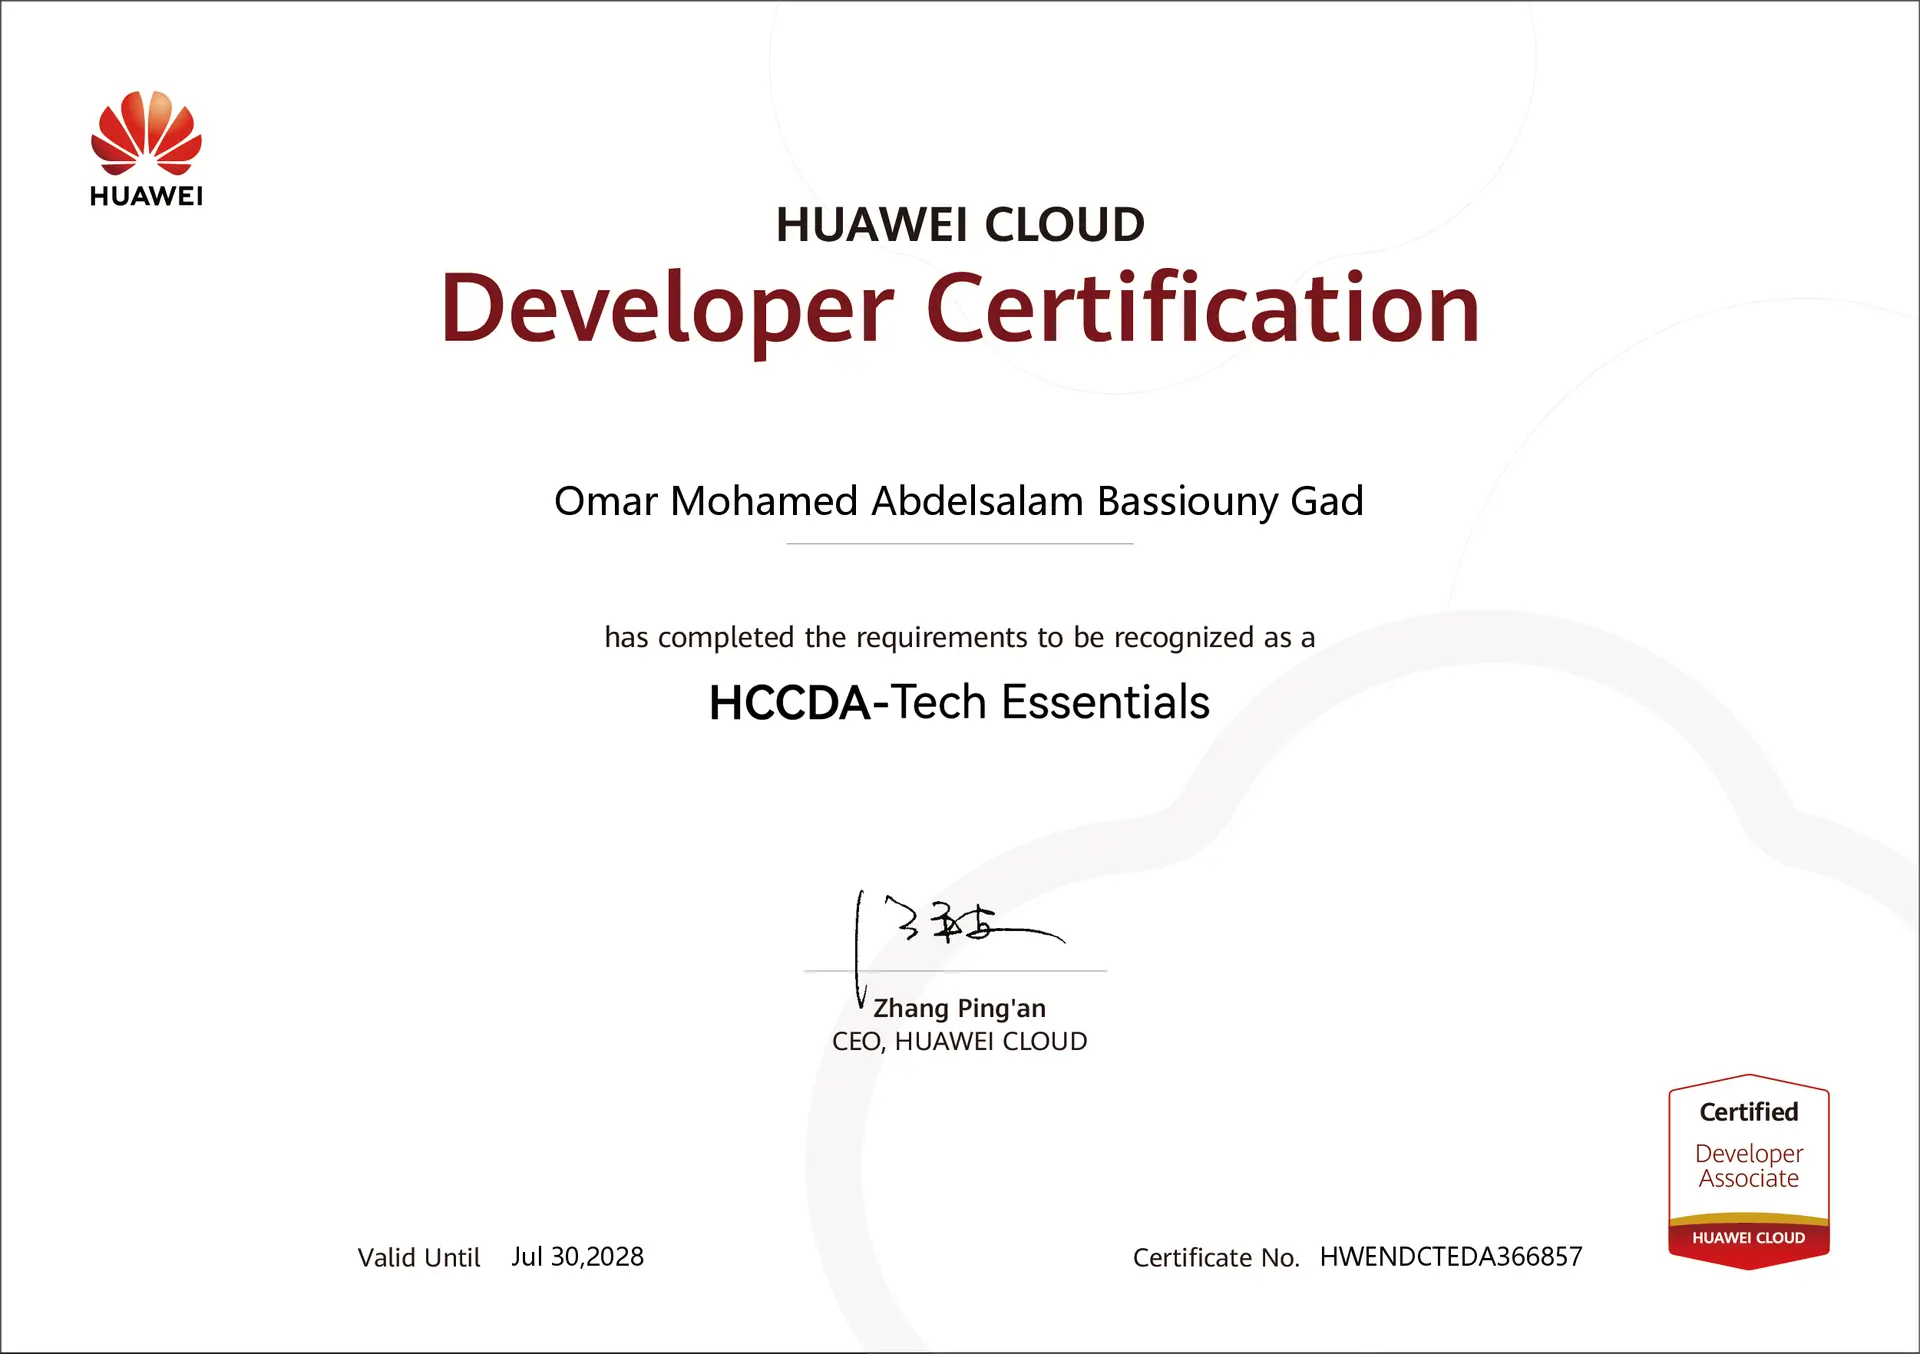 HUAWEI
HUAWEI CLOUD
Developer Certification
Omar Mohamed Abdelsalam Bassiouny Gad
has completed the requirements to be recognized as a
HCCDA-Tech Essentials
Zhang Ping'an
CEO, HUAWEI CLOUD
Certified
Developer
Associate
HUAWEI CLOUD
Valid Until Jul 30,2028
Certificate No. HWENDCTEDA366857